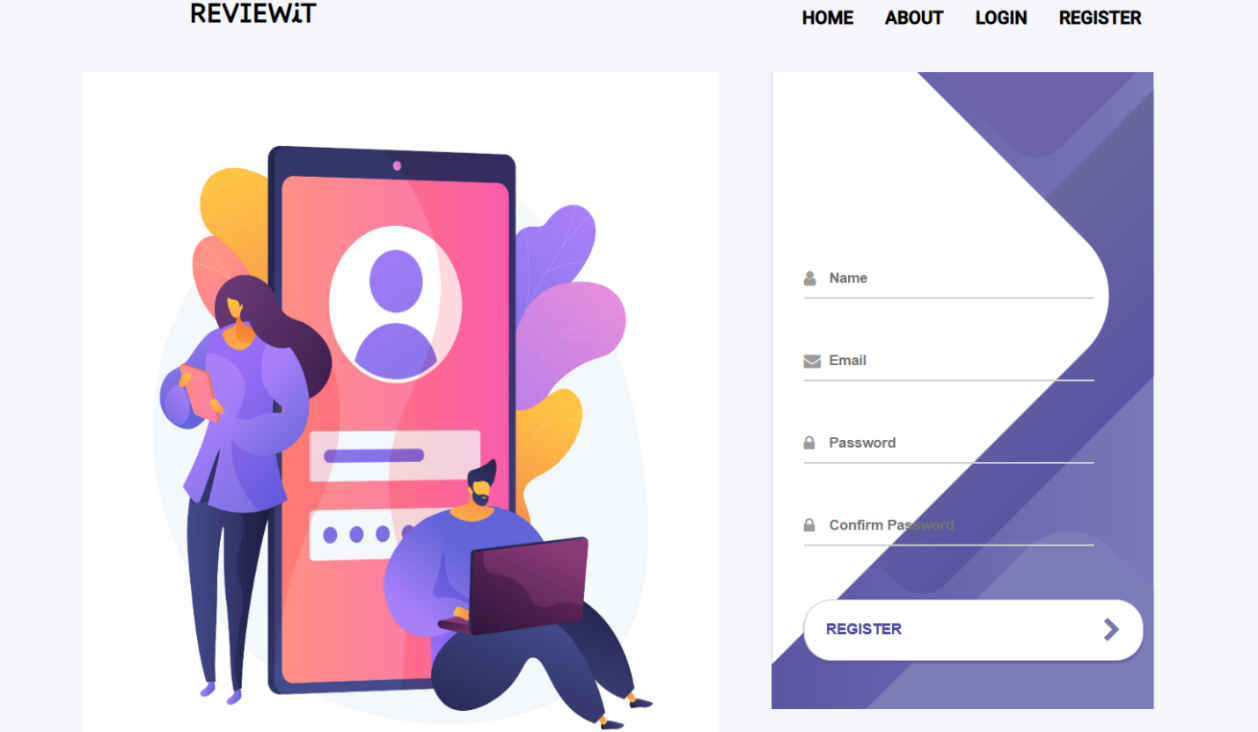 REVIEWiT
HOME ABOUT LOGIN REGISTER
Name
Email
Password
Confirm Password
REGISTER